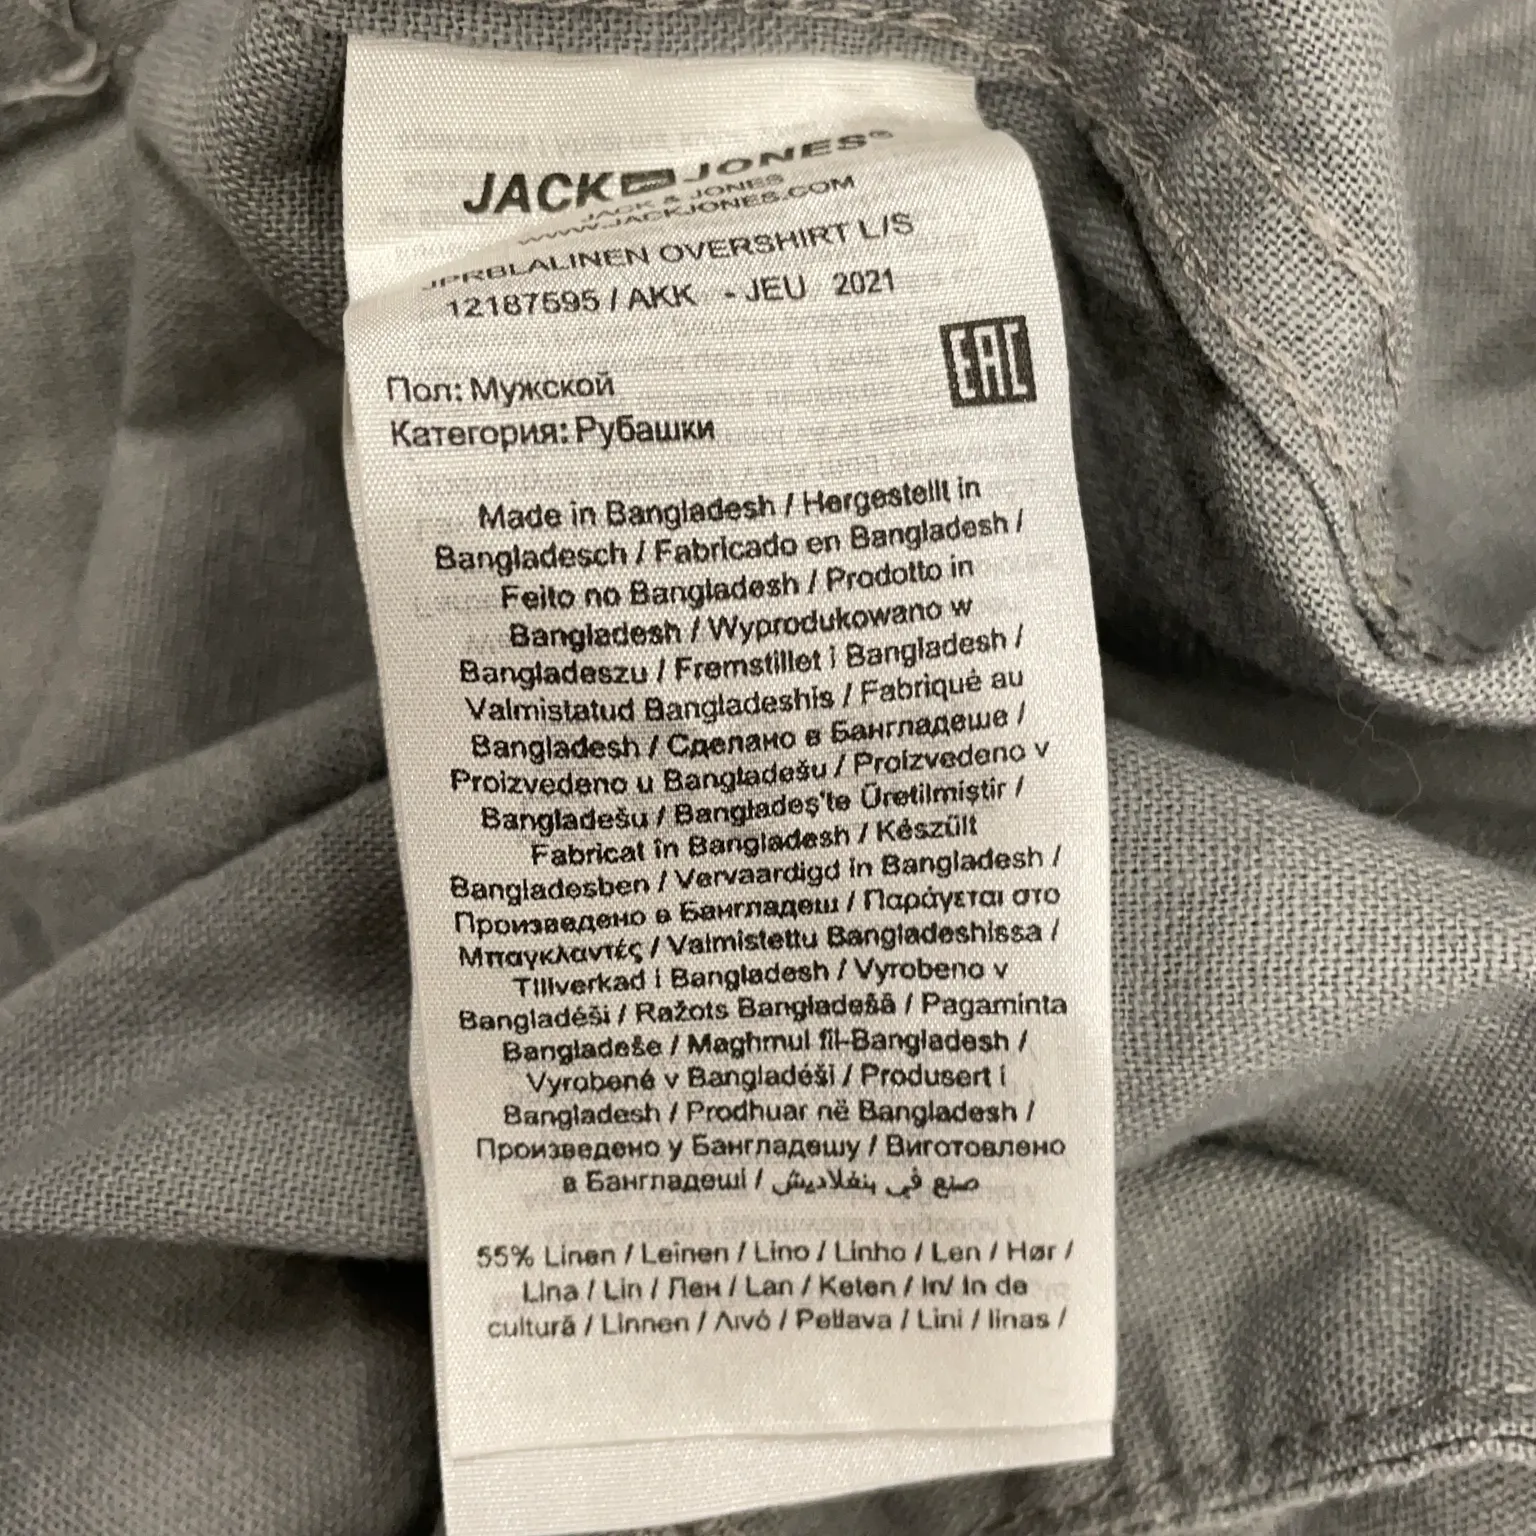 JACK JONES®
JACK & JONES
WWW.JACKJONES.COM
JPRBLALINEN OVERSHIRT L/S
12187595 / AKK - JEU 2021
EAC
Пол: Мужской
Категория: Рубашки
Made in Bangladesh / Hergestellt in
Bangladesch / Fabricado en Bangladesh /
Feito no Bangladesh / Prodotto in
Bangladesh / Wyprodukowano w
Bangladeszu / Fremstillet i Bangladesh /
Valmistatud Bangladeshis / Fabriqué au
Bangladesh / Сделано в Бангладеше /
Proizvedeno u Bangladešu / Proizvedeno v
Bangladešu / Bangladeş'te Üretilmiştir /
Fabricat în Bangladesh / Készült
Bangladesben / Vervaardigd in Bangladesh /
Произведено в Бангладеш / Παράγεται στο
Μπαγκλαντές / Valmistettu Bangladeshissa /
Tillverkad i Bangladesh / Vyrobeno v
Bangladéši / Ražots Bangladešā / Pagaminta
Bangladeše / Maghmul fil-Bangladesh /
Vyrobené v Bangladéši / Produsert i
Bangladesh / Prodhuar në Bangladesh /
Произведено у Бангладешу / Виготовлено
в Бангладеші / صنع في بنغلاديش
55% Linen / Leinen / Lino / Linho / Len / Hør /
Lina / Lin / Лен / Lan / Keten / In/ In de
cultură / Linnen / Λινό / Pellava / Lini / linas /